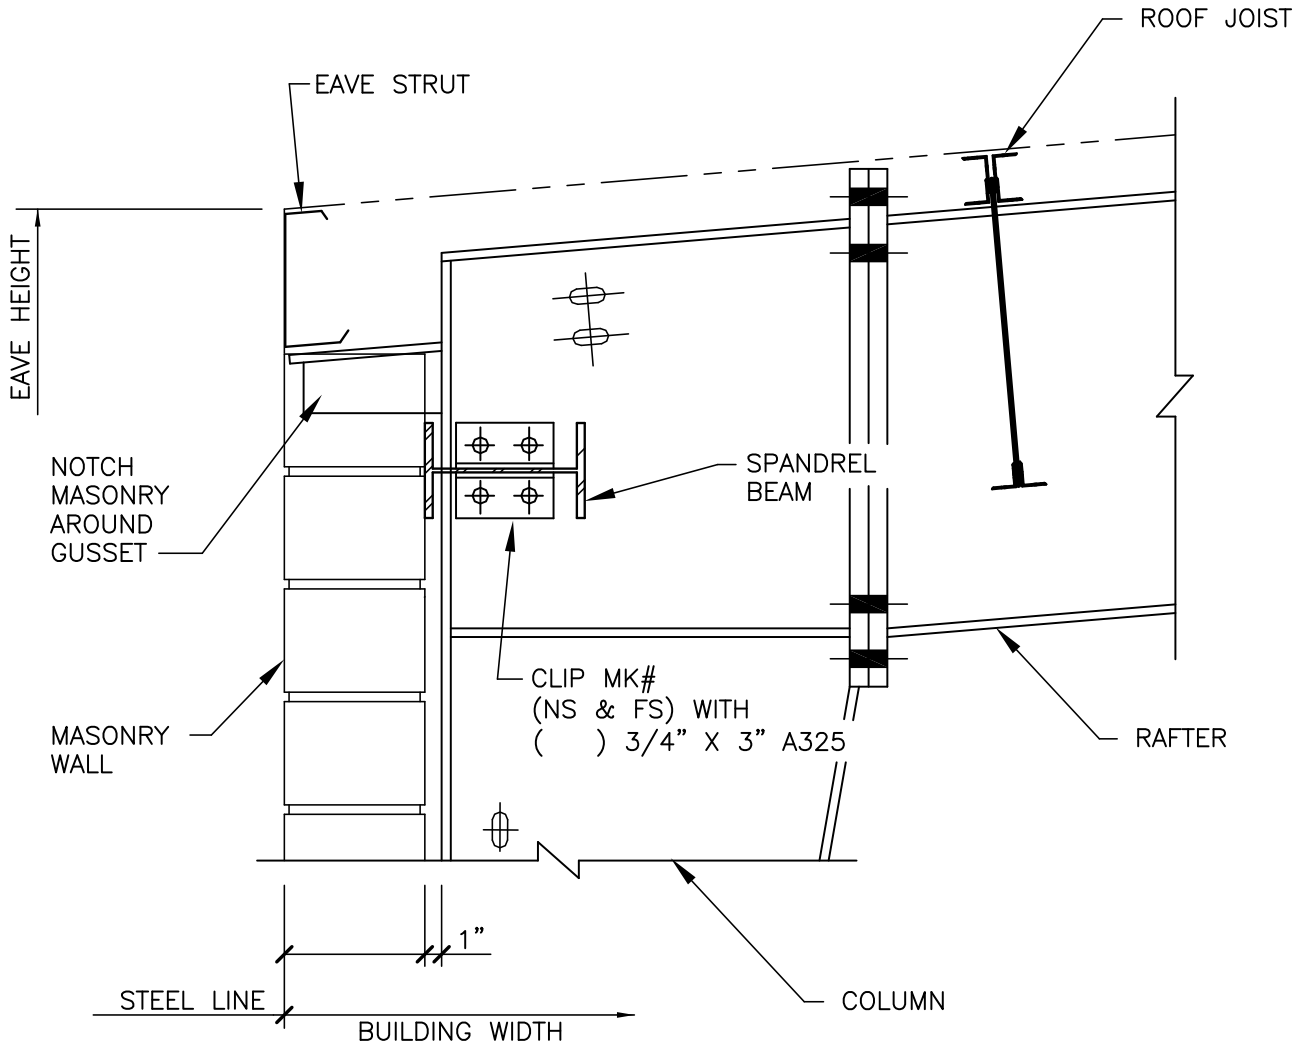 ROOF JOIST
EAVE STRUT
EAVE HEIGHT
NOTCH
MASONRY
AROUND
GUSSET
SPANDREL
BEAM
CLIP MK#
(NS & FS) WITH
(    ) 3/4" X 3" A325
MASONRY
WALL
RAFTER
1"
STEEL LINE
COLUMN
BUILDING WIDTH